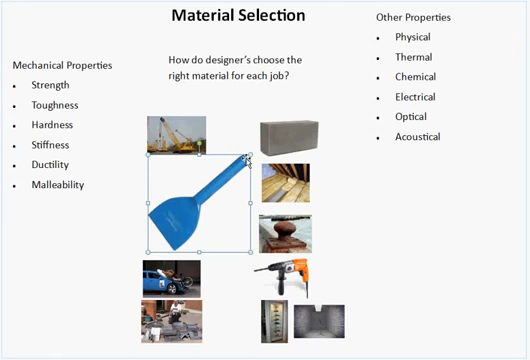 Material Selection
Mechanical Properties
• Strength
• Toughness
• Hardness
• Stiffness
• Ductility
• Malleability
How do designer's choose the
right material for each job?
Other Properties
• Physical
• Thermal
• Chemical
• Electrical
• Optical
• Acoustical